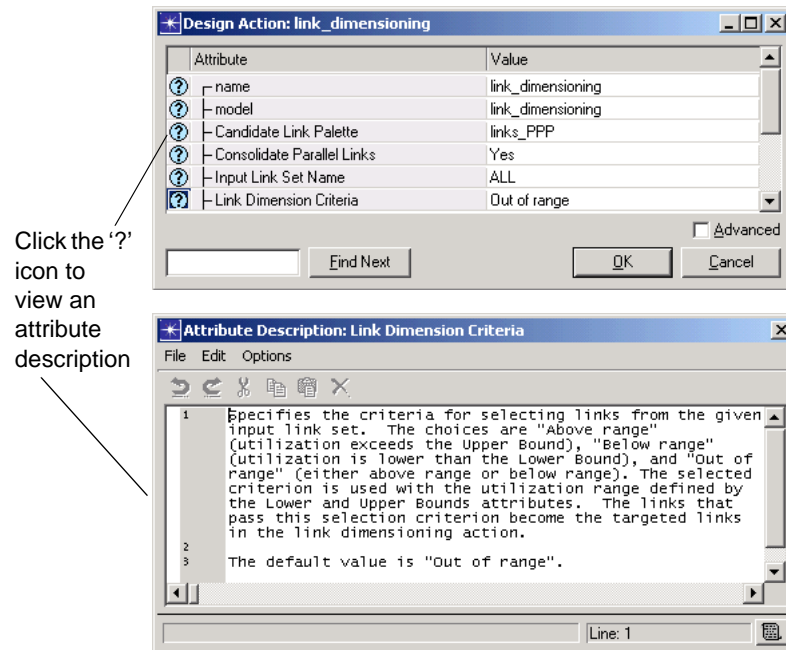 Design Action: link_dimensioning
Attribute Value
? name link_dimensioning
? model link_dimensioning
? Candidate Link Palette links_PPP
? Consolidate Parallel Links Yes
? Input Link Set Name ALL
? Link Dimension Criteria Out of range
Advanced
Find Next OK Cancel
Click the ‘?’
icon to
view an
attribute
description
Attribute Description: Link Dimension Criteria
File Edit Options
1 Specifies the criteria for selecting links from the given
input link set. The choices are "Above range"
(utilization exceeds the Upper Bound), "Below range"
(utilization is lower than the Lower Bound), and "Out of
range" (either above range or below range). The selected
criterion is used with the utilization range defined by
the Lower and Upper Bounds attributes. The links that
pass this selection criterion become the targeted links
in the link dimensioning action.
2
3 The default value is "Out of range".
Line: 1